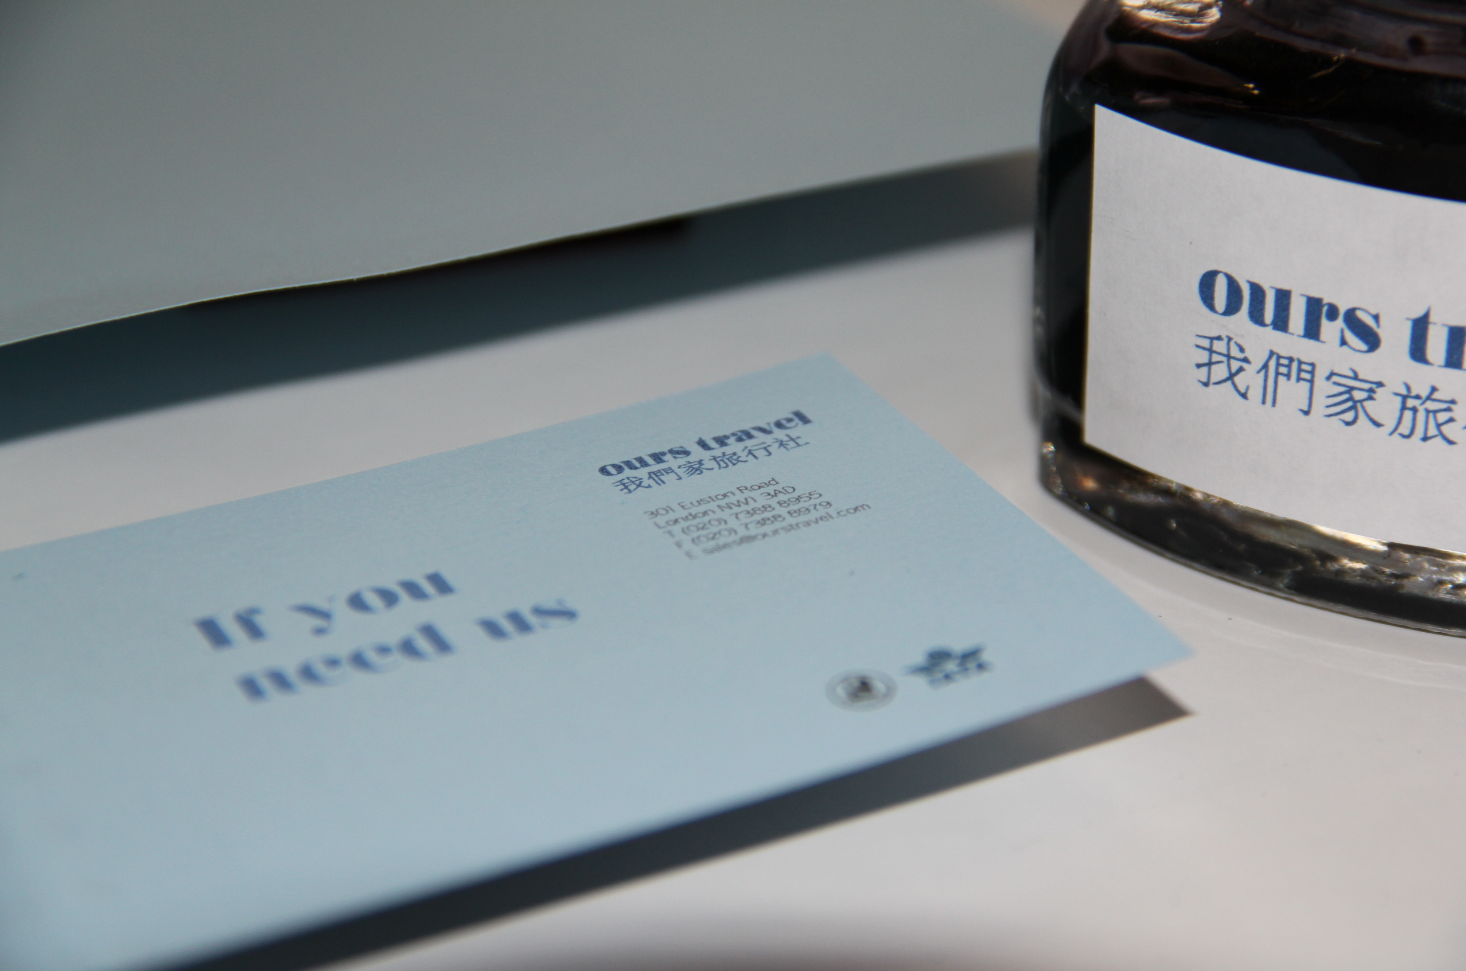 ours travel
我們家旅行社
301 Euston Road
London NW1 3AD
T (020) 7388 8955
F (020) 7388 8979
E sales@ourstravel.com
If you
need us
ours tr
我們家旅